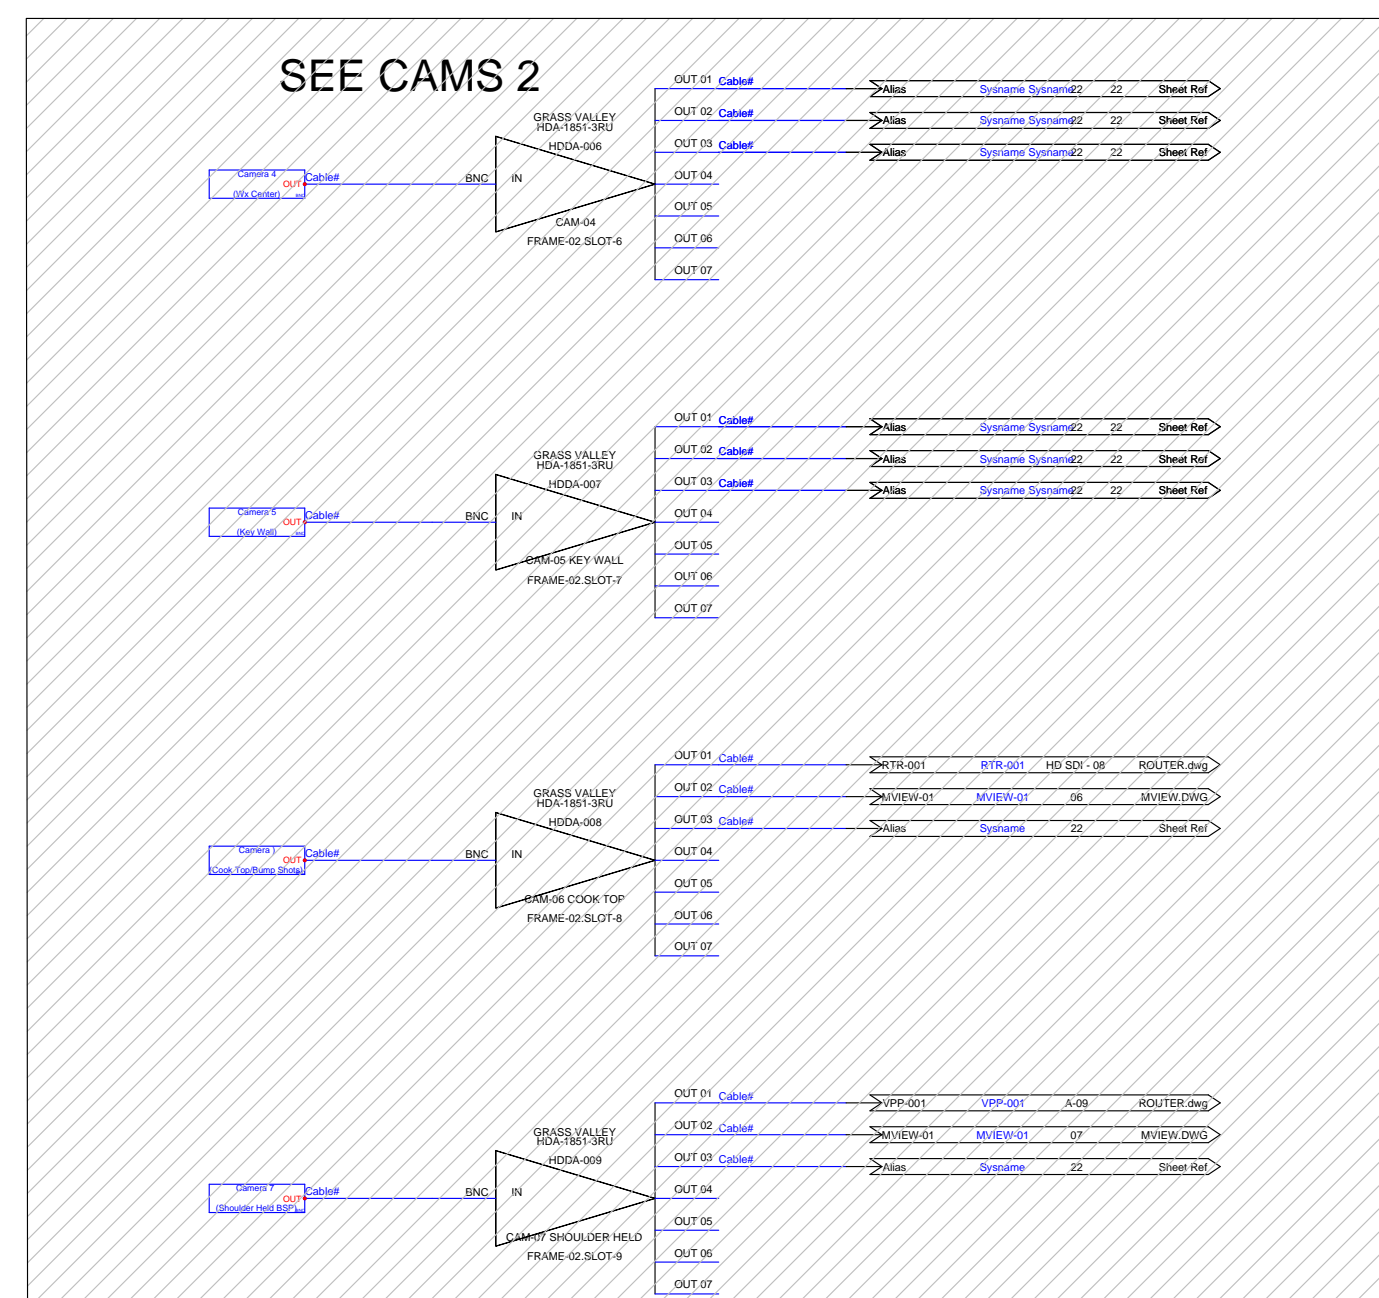 SEE CAMS 2
OUT 01 Cable# Alias Sysname Sysname22 22 Sheet Ref
OUT 02 Cable# Alias Sysname Sysname22 22 Sheet Ref
GRASS VALLEY
HDA-1851-3RU
HDDA-006
OUT 03 Cable# Alias Sysname Sysname22 22 Sheet Ref
Camera 4
OUT Cable# BNC IN OUT 04
(Wx Center)
OUT 05
CAM-04
FRAME-02.SLOT-6 OUT 06
OUT 07
OUT 01 Cable# Alias Sysname Sysname22 22 Sheet Ref
OUT 02 Cable# Alias Sysname Sysname22 22 Sheet Ref
GRASS VALLEY
HDA-1851-3RU
HDDA-007
OUT 03 Cable# Alias Sysname Sysname22 22 Sheet Ref
Camera 5
OUT Cable# BNC IN OUT 04
(Key Wall)
OUT 05
CAM-05 KEY WALL
FRAME-02.SLOT-7 OUT 06
OUT 07
OUT 01 Cable# RTR-001 RTR-001 HD SDI - 08 ROUTER.dwg
OUT 02 Cable# MVIEW-01 MVIEW-01 06 MVIEW.DWG
GRASS VALLEY
HDA-1851-3RU
HDDA-008
OUT 03 Cable# Alias Sysname 22 Sheet Ref
Camera
OUT Cable# BNC IN OUT 04
(Cook Top/Bump Shots)
OUT 05
CAM-06 COOK TOP
FRAME-02.SLOT-8 OUT 06
OUT 07
OUT 01 Cable# VPP-001 VPP-001 A-09 ROUTER.dwg
OUT 02 Cable# MVIEW-01 MVIEW-01 07 MVIEW.DWG
GRASS VALLEY
HDA-1851-3RU
HDDA-009
OUT 03 Cable# Alias Sysname 22 Sheet Ref
Camera 7
OUT Cable# BNC IN OUT 04
(Shoulder Held BSP)
OUT 05
CAM-07 SHOULDER HELD
FRAME-02.SLOT-9 OUT 06
OUT 07